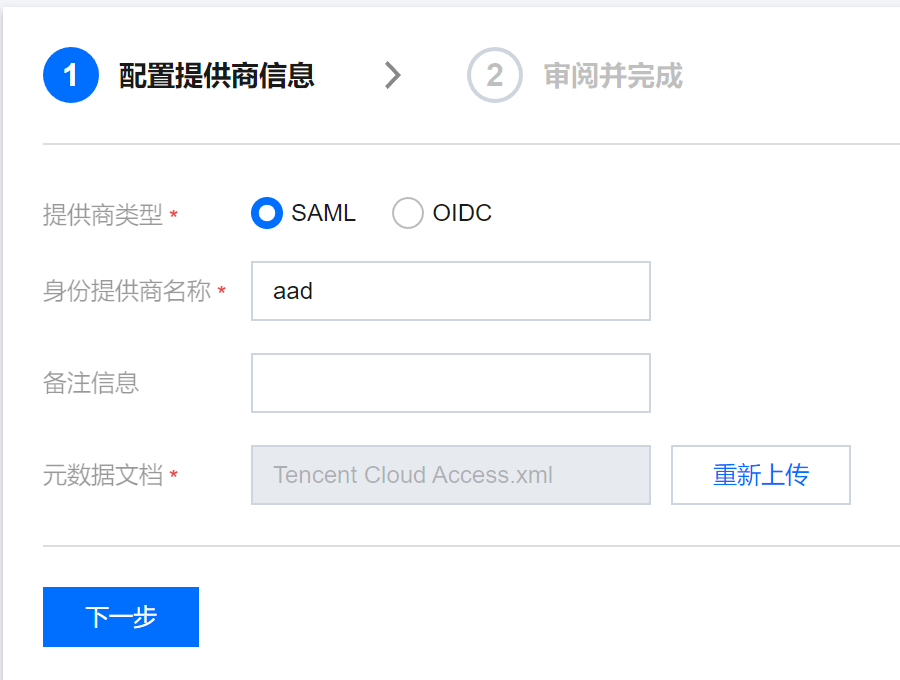 1 配置提供商信息 2 审阅并完成
提供商类型 * SAML OIDC
身份提供商名称 * aad
备注信息
元数据文档 * Tencent Cloud Access.xml 重新上传
下一步